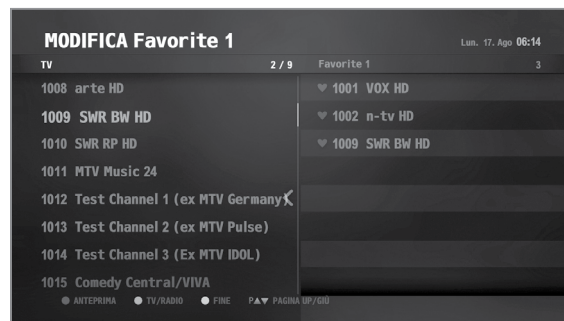 MODIFICA Favorite 1
Lun. 17. Ago 06:14
TV 2 / 9
Favorite 1 3
1008 arte HD
1009 SWR BW HD
1010 SWR RP HD
1011 MTV Music 24
1012 Test Channel 1 (ex MTV Germany)
1013 Test Channel 2 (ex MTV Pulse)
1014 Test Channel 3 (Ex MTV IDOL)
1015 Comedy Central/VIVA
♥ 1001 VOX HD
♥ 1002 n-tv HD
♥ 1009 SWR BW HD
ANTEPRIMA TV/RADIO FINE P▲▼ PAGINA UP/GIÙ